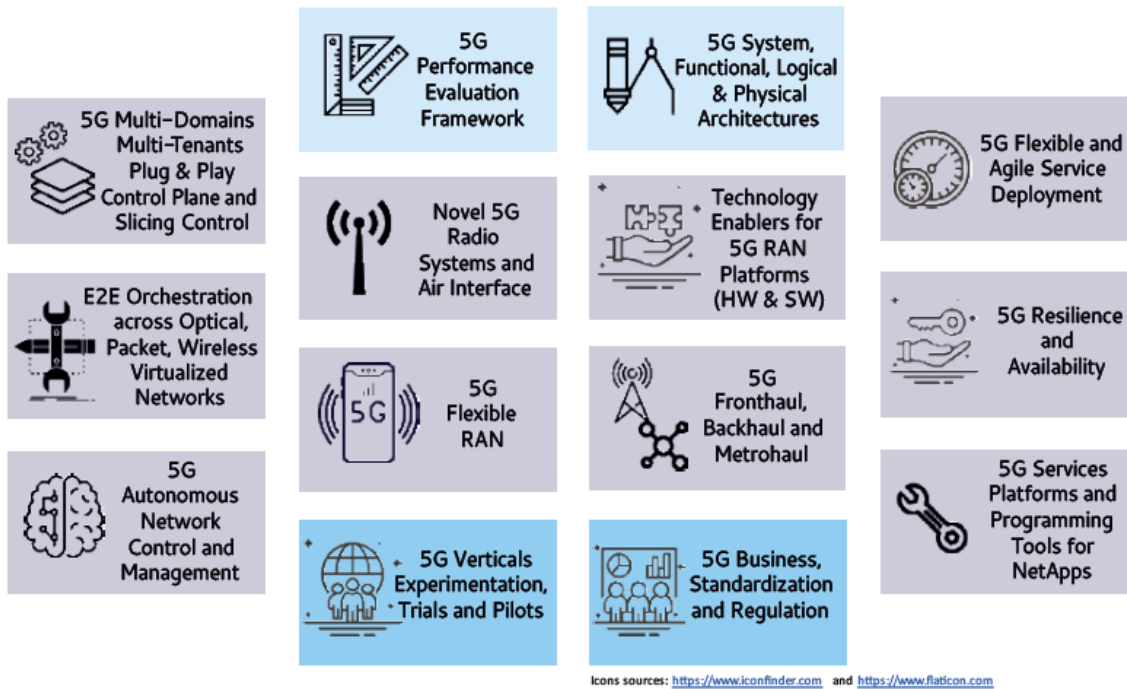 5G
Performance
Evaluation
Framework
5G System,
Functional, Logical
& Physical
Architectures
5G Multi-Domains
Multi-Tenants
Plug & Play
Control Plane and
Slicing Control
Novel 5G
Radio
Systems and
Air Interface
Technology
Enablers for
5G RAN
Platforms
(HW & SW)
5G Flexible and
Agile Service
Deployment
E2E Orchestration
across Optical,
Packet, Wireless
Virtualized
Networks
5G
5G
Flexible
RAN
5G
Fronthaul,
Backhaul and
Metrohaul
5G Resilience
and
Availability
5G
Autonomous
Network
Control and
Management
5G Verticals
Experimentation,
Trials and Pilots
5G Business,
Standardization
and Regulation
5G Services
Platforms and
Programming
Tools for
NetApps
Icons sources: https://www.iconfinder.com and https://www.flaticon.com